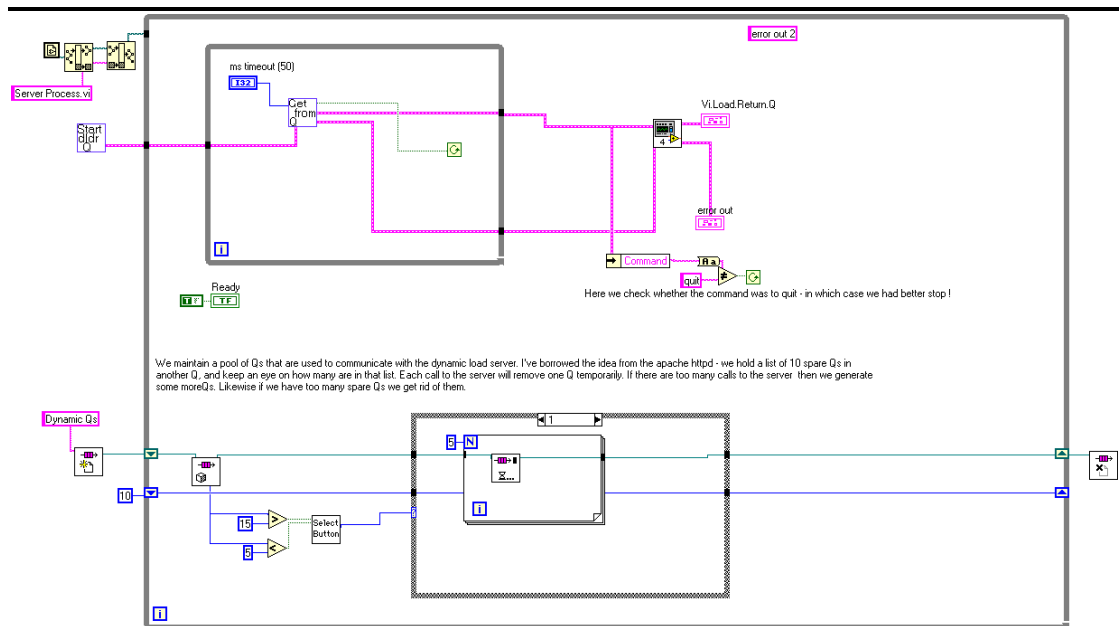 error out 2
ms timeout (50)
I32
Get
from
Q
Server Process.vi
Vi.Load.Return.Q
Start
dldr
Q
4
error out
i
Command
quit
Ready
TF
Here we check whether the command was to quit - in which case we had better stop !
We maintain a pool of Qs that are used to communicate with the dynamic load server. I've borrowed the idea from the apache httpd - we hold a list of 10 spare Qs in
another Q, and keep an eye on how many are in that list. Each call to the server will remove one Q temporarily. If there are too many calls to the server then we generate
some moreQs. Likewise if we have too many spare Qs we get rid of them.
Dynamic Qs
1
5 N
10
i
15
>
Select
Button
5
<
i